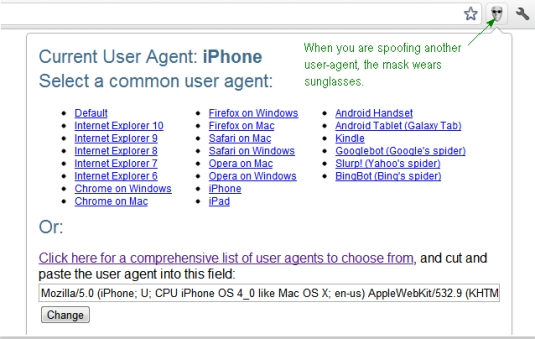 Current User Agent: iPhone
When you are spoofing another
user-agent, the mask wears
sunglasses.
Select a common user agent:
Default
Internet Explorer 10
Internet Explorer 9
Internet Explorer 8
Internet Explorer 7
Internet Explorer 6
Chrome on Windows
Chrome on Mac
Firefox on Windows
Firefox on Mac
Safari on Mac
Safari on Windows
Opera on Mac
Opera on Windows
iPhone
iPad
Android Handset
Android Tablet (Galaxy Tab)
Kindle
Googlebot (Google's spider)
Slurp! (Yahoo's spider)
BingBot (Bing's spider)
Or:
Click here for a comprehensive list of user agents to choose from, and cut and
paste the user agent into this field:
Mozilla/5.0 (iPhone; U; CPU iPhone OS 4_0 like Mac OS X; en-us) AppleWebKit/532.9 (KHTM
Change